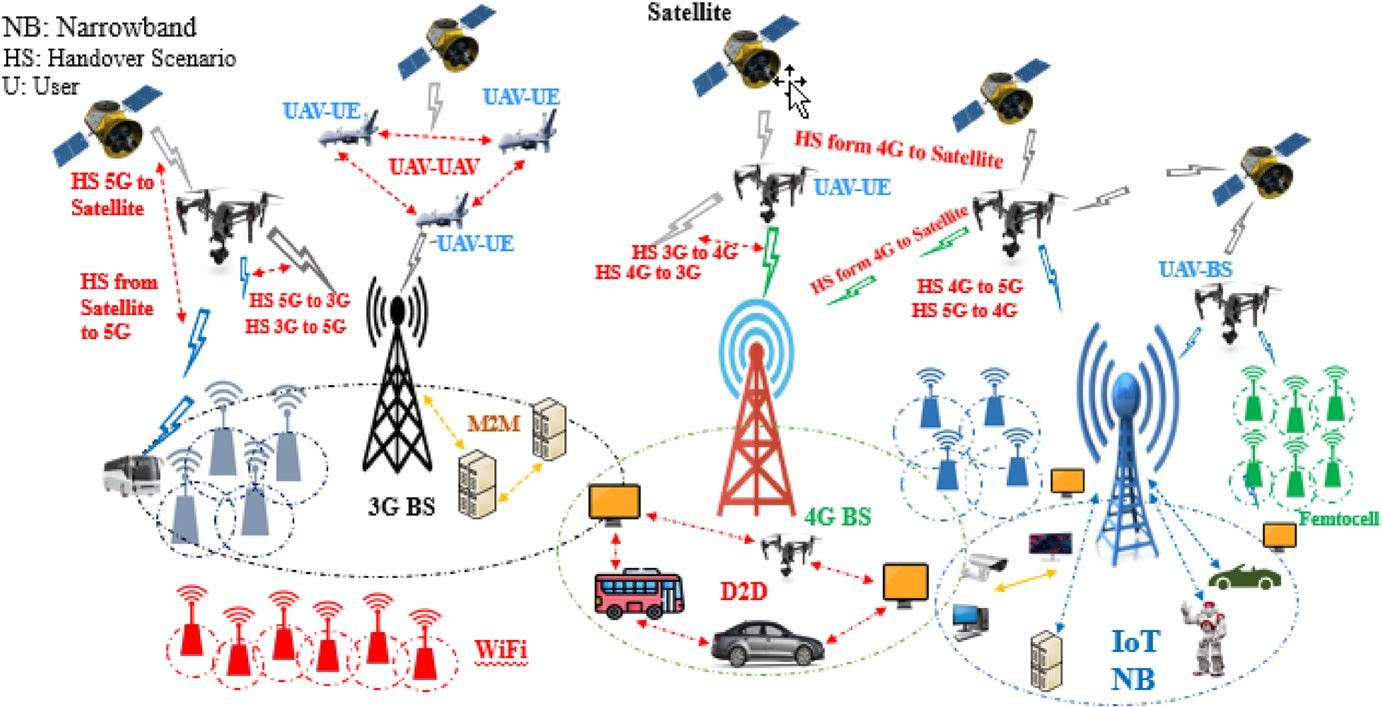 NB: Narrowband
HS: Handover Scenario
U: User
Satellite
UAV-UE
UAV-UE
UAV-UAV
UAV-UE
HS 5G to
Satellite
HS from
Satellite
to 5G
HS 5G to 3G
HS 3G to 5G
HS form 4G to Satellite
UAV-UE
HS 3G to 4G
HS 4G to 3G
HS form 4G to Satellite
HS 4G to 5G
HS 5G to 4G
UAV-BS
M2M
3G BS
4G BS
Femtocell
D2D
WiFi
IoT
NB